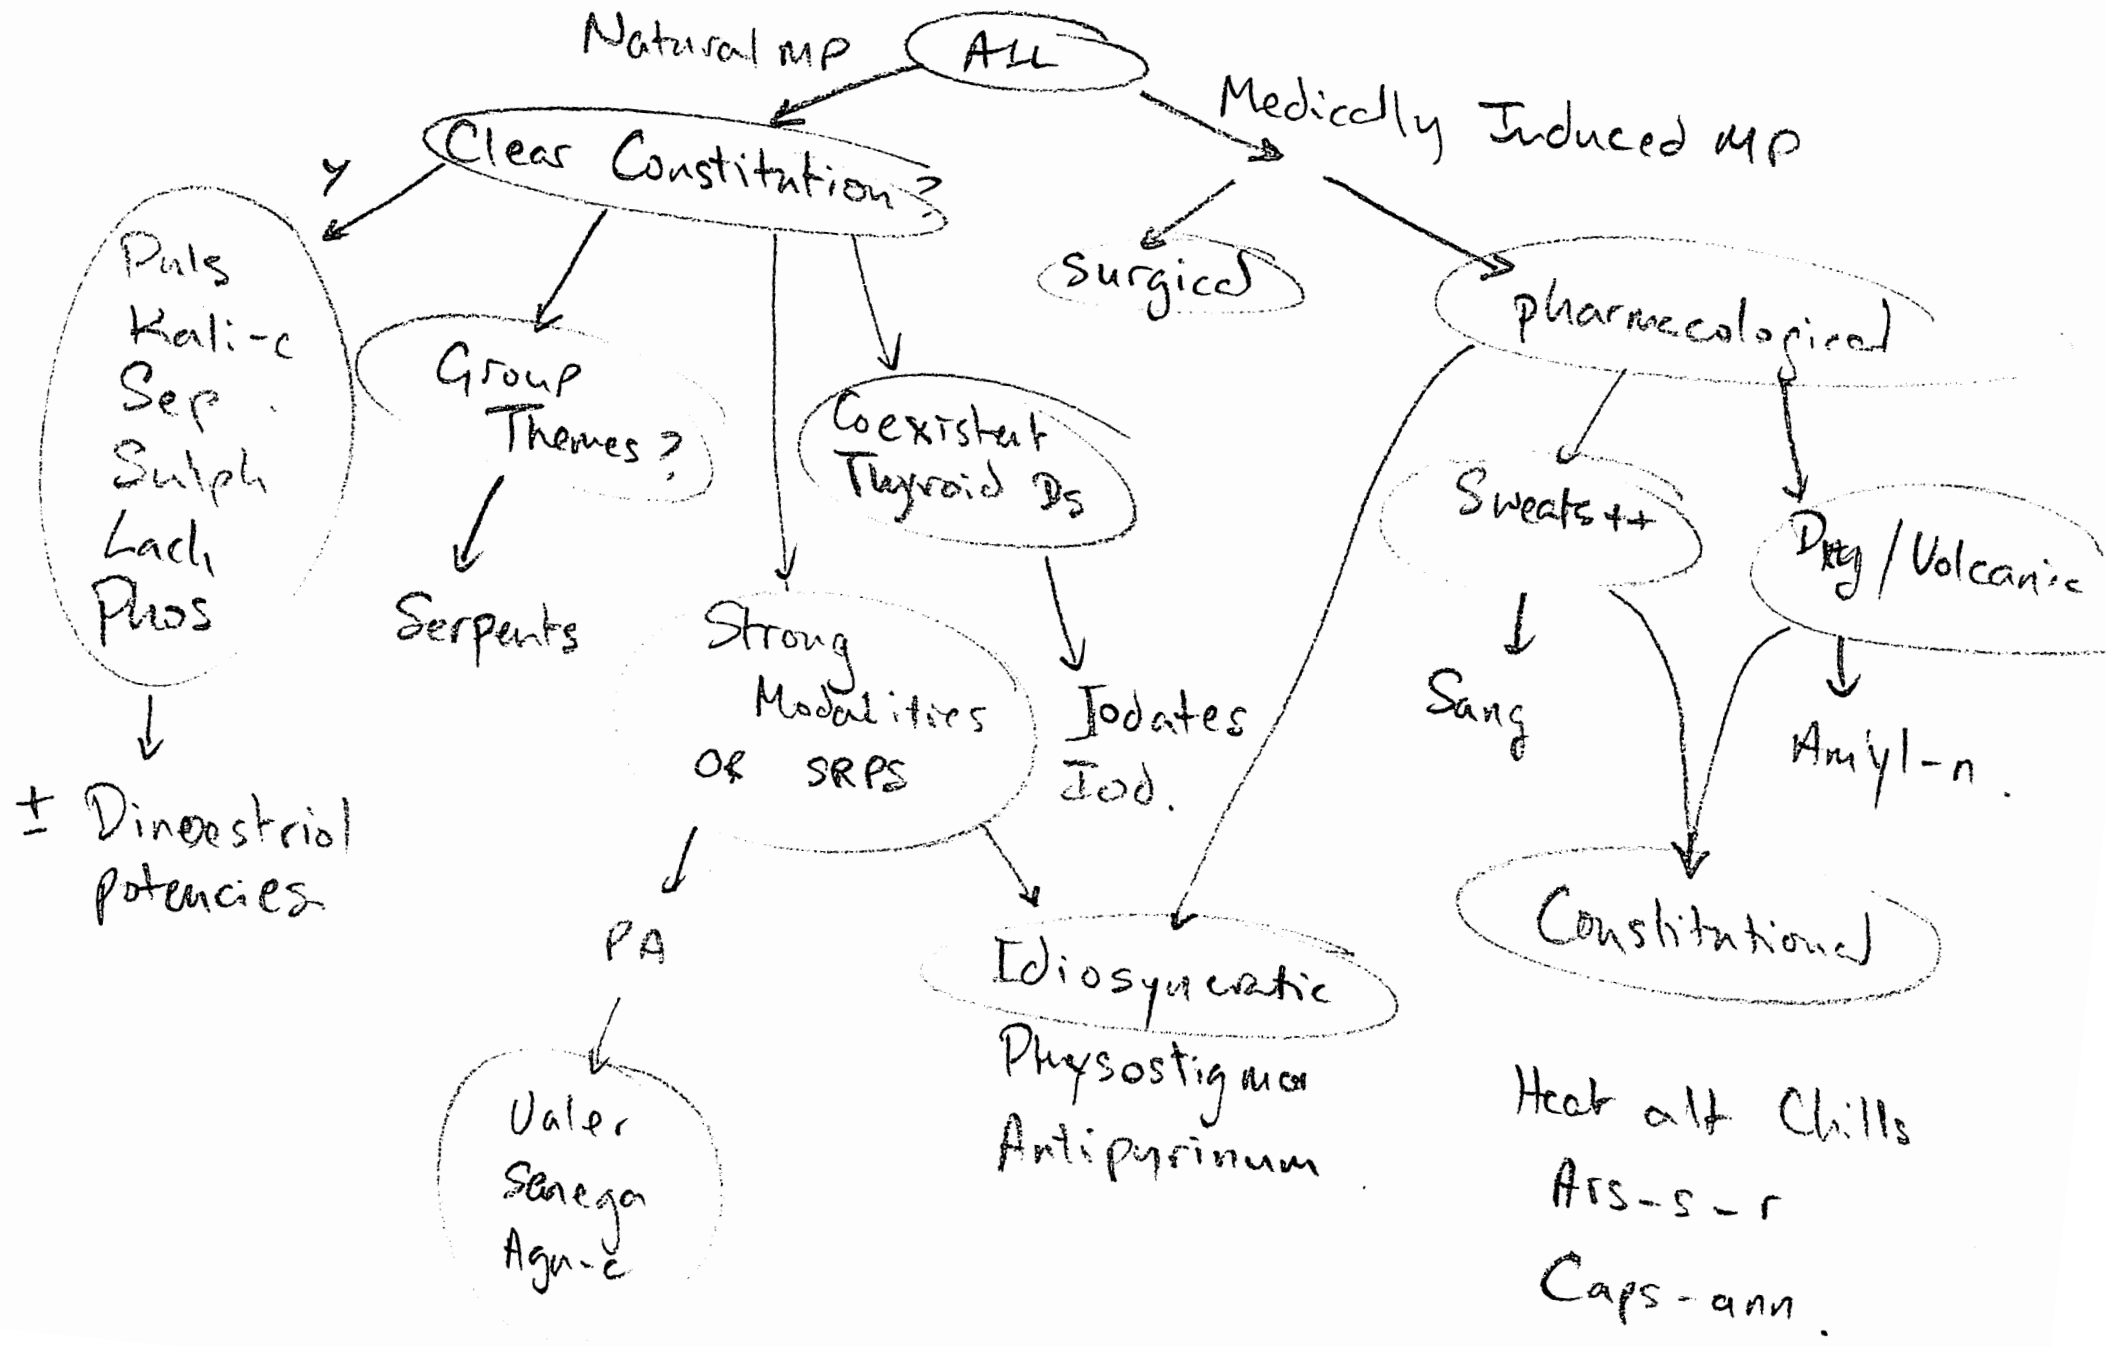 Natural MP
ALL
Medically Induced MP
Clear Constitution?
Y
Surgical
pharmacological
Puls
Kali-c
Sep
Sulph
Lach
Phos
Group
Themes?
Coexistent
Thyroid Ds
Sweats++
Dry/Volcanic
Serpents
Strong
Modalities
OR SRPS
Iodates
Iod.
Sang
Amyl-n.
± Dinoestriol
potencies
PA
Idiosyncratic
Physostigma
Antipyrinum.
Constitutional
Valer
Senega
Agn-c
Heat alt Chills
Ars-s-r
Caps-ann.